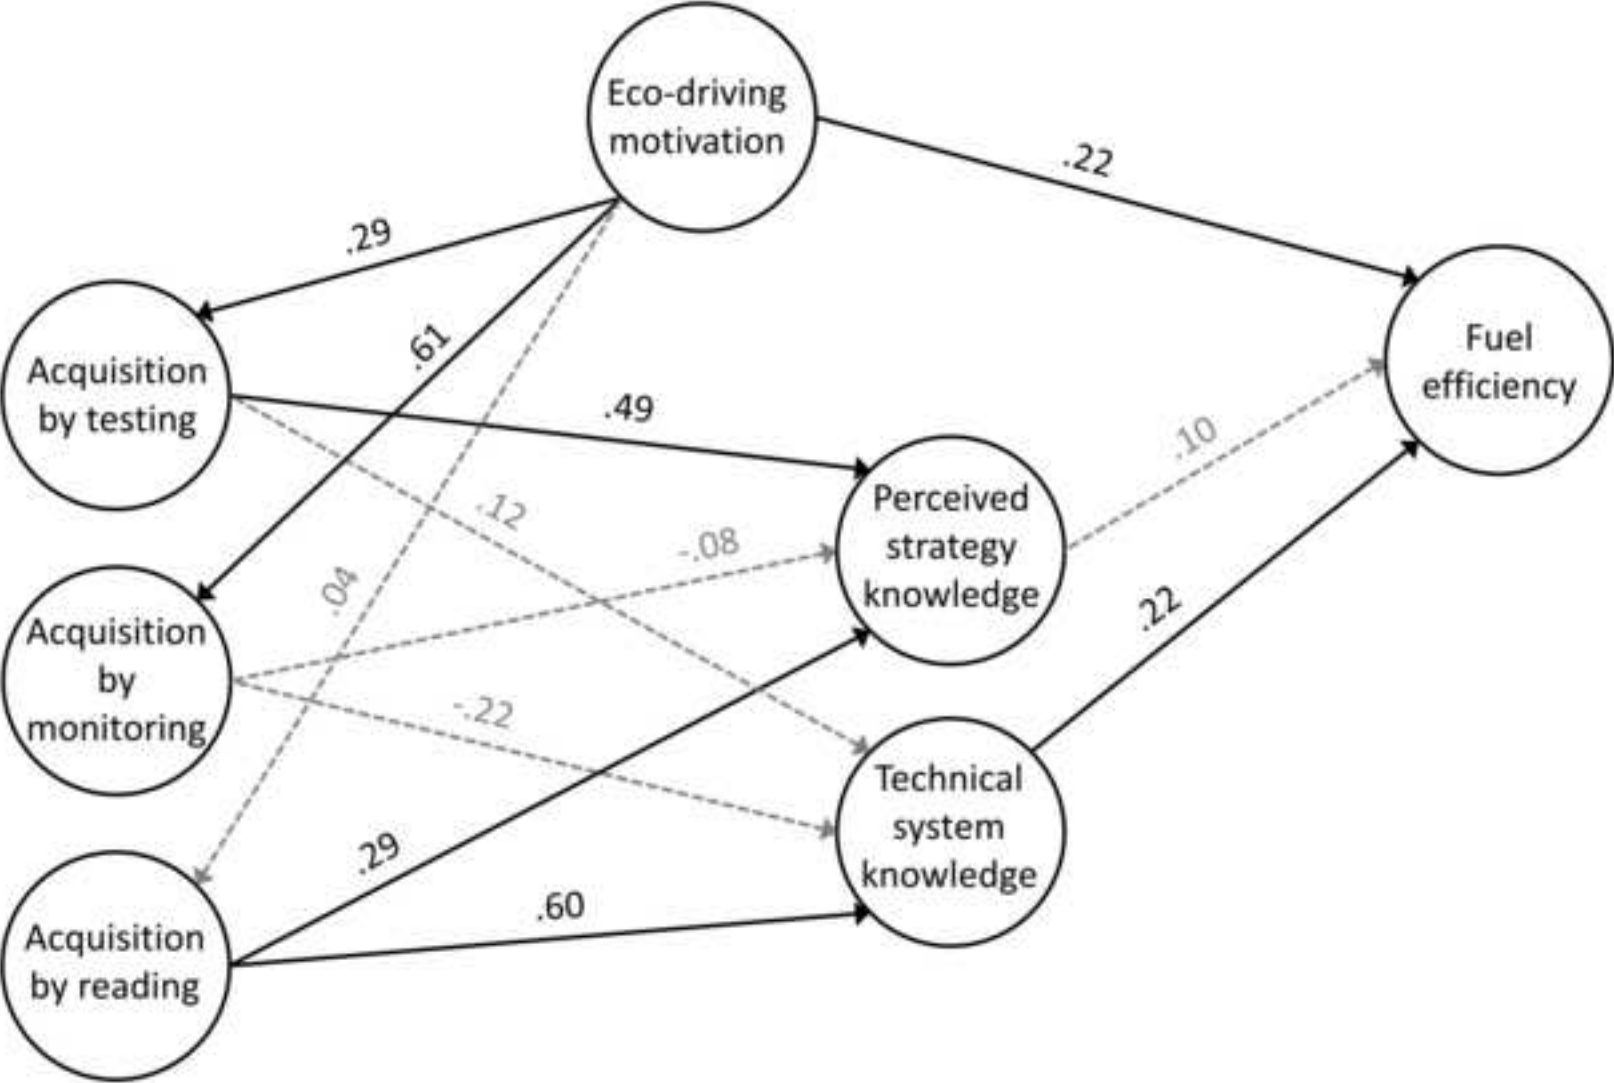 Eco-driving
motivation
.22
.29
.61
Fuel
efficiency
Acquisition
by testing
.49
.10
.12
Perceived
strategy
knowledge
-.08
.04
.22
Acquisition
by
monitoring
-.22
Technical
system
knowledge
.29
.60
Acquisition
by reading